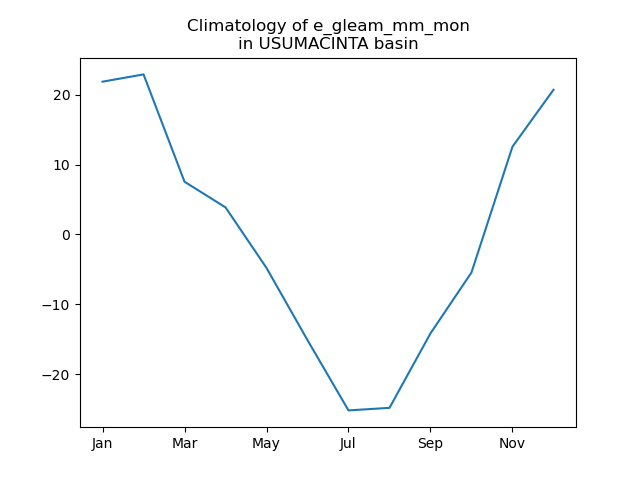 Climatology of e_gleam_mm_mon
in USUMACINTA basin
20
10
0
−10
−20
Jan
Mar
May
Jul
Sep
Nov